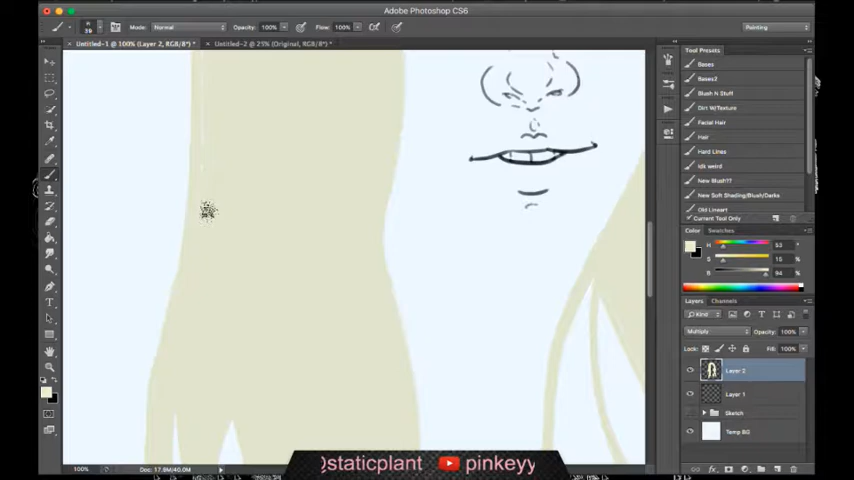 Adobe Photoshop CS6
39
Mode: Normal
Opacity: 100%
Flow: 100%
Painting
× Untitled-1 @ 100% (Layer 2, RGB/8*) *
× Untitled-2 @ 25% (Original, RGB/8*) *
Tool Presets
Bases
Bases2
Blush N Stuff
Dirt W/Texture
Facial Hair
Hair
Hard Lines
idk weird
New Blush??
New Soft Shading/Blush/Darks
Old Lineart
Current Tool Only
Color
Swatches
H
53
°
S
15
%
B
94
%
Layers
Channels
Kind
Multiply
Opacity: 100%
Lock:
Fill: 100%
Layer 2
Layer 1
Sketch
Temp BG
fx
100%
Doc: 17.9M/40.0M
@staticplant
pinkeyy